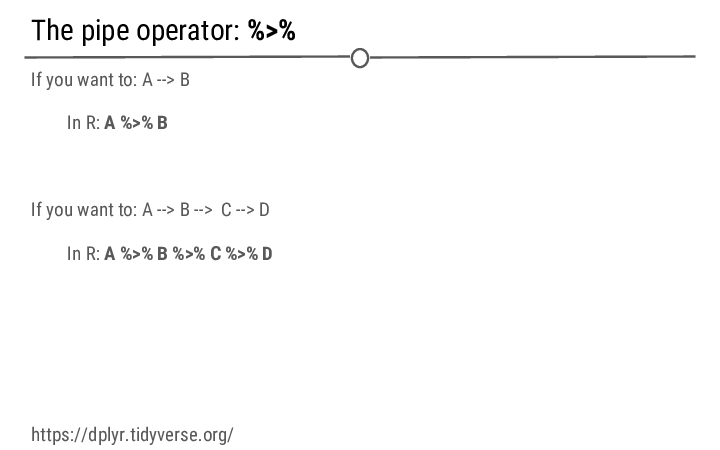 The pipe operator: %>%
If you want to: A --> B
In R: A %>% B
If you want to: A --> B --> C --> D
In R: A %>% B %>% C %>% D
https://dplyr.tidyverse.org/